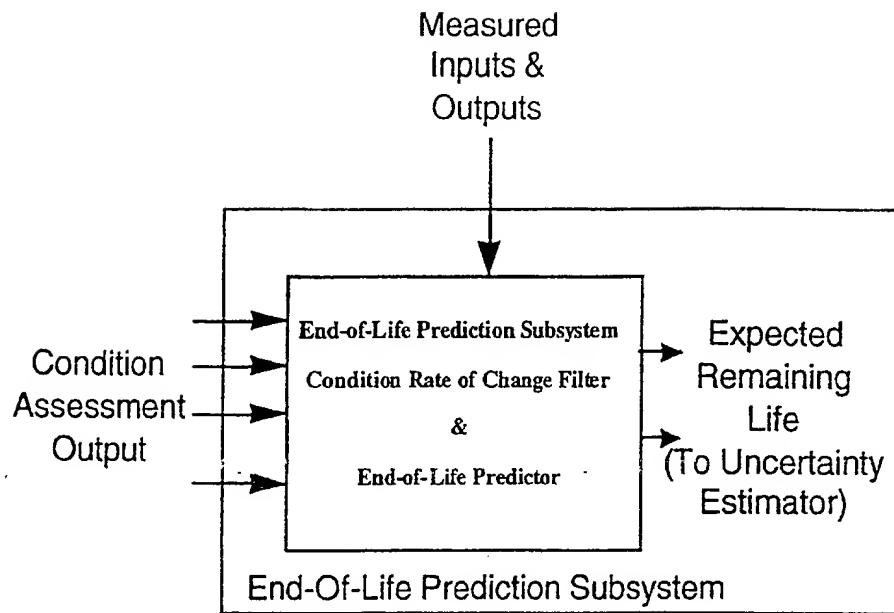 Measured
Inputs &
Outputs
Condition
Assessment
Output
End-of-Life Prediction Subsystem
Condition Rate of Change Filter
&
End-of-Life Predictor
Expected
Remaining
Life
(To Uncertainty
Estimator)
End-Of-Life Prediction Subsystem